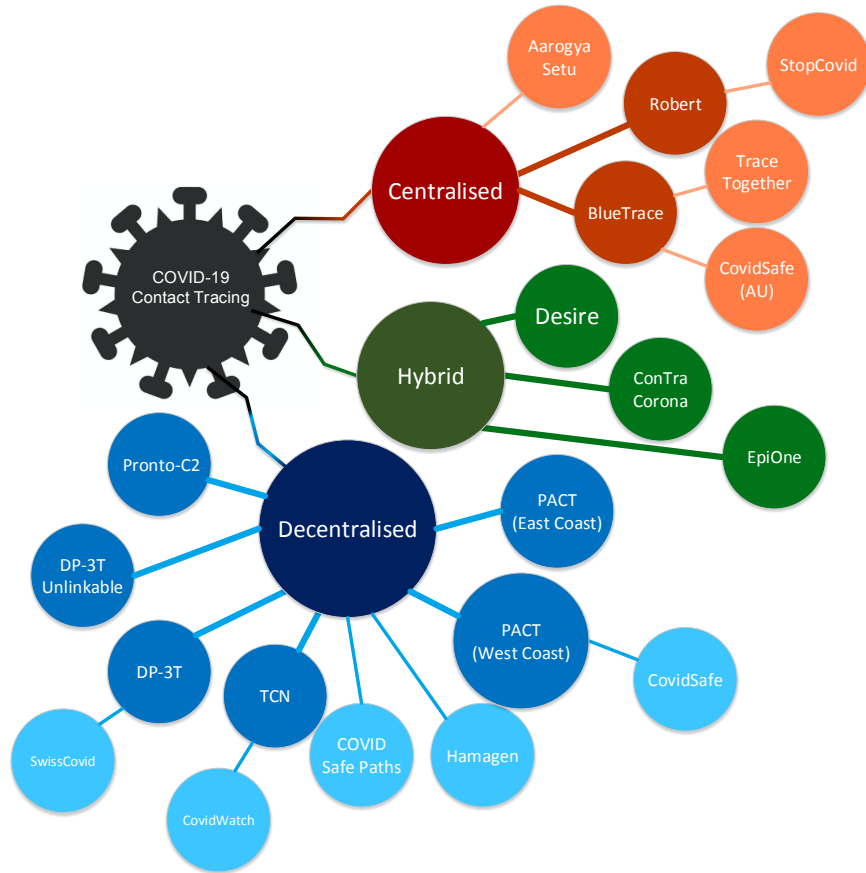 Aarogya
Setu
StopCovid
Robert
Trace
Together
Centralised
BlueTrace
CovidSafe
(AU)
COVID-19
Contact Tracing
Desire
Hybrid
ConTra
Corona
EpiOne
Pronto-C2
PACT
(East Coast)
Decentralised
DP-3T
Unlinkable
PACT
(West Coast)
DP-3T
CovidSafe
TCN
COVID
Safe Paths
Hamagen
SwissCovid
CovidWatch